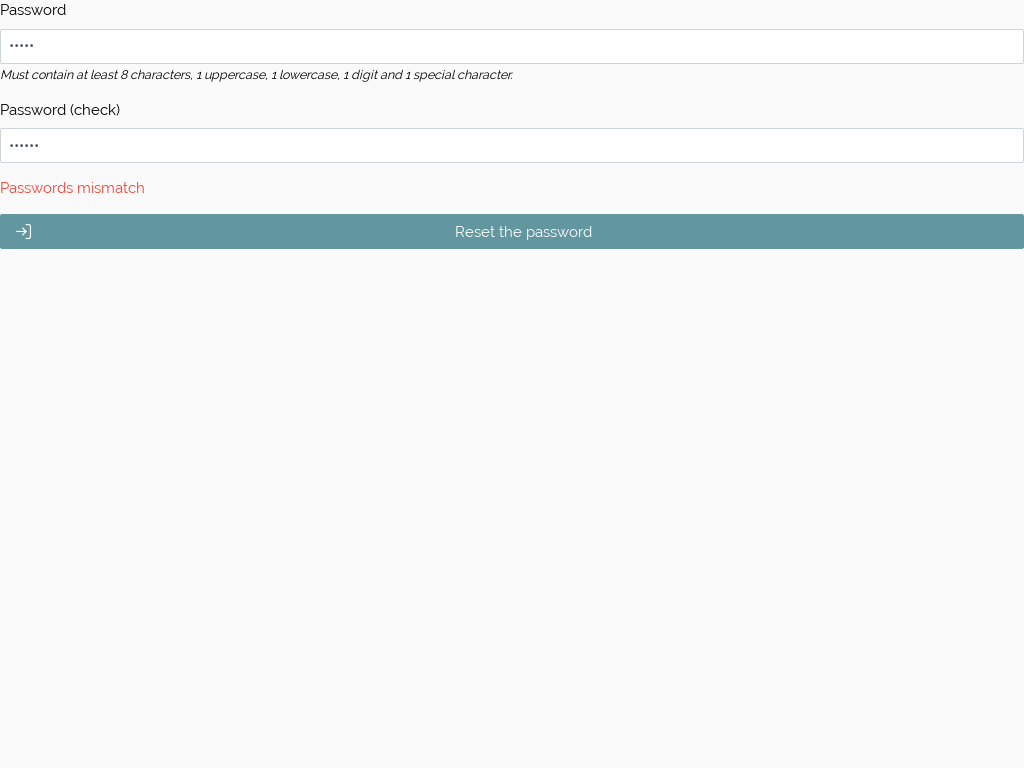 Password
•••••
Must contain at least 8 characters, 1 uppercase, 1 lowercase, 1 digit and 1 special character.
Password (check)
••••••
Passwords mismatch
Reset the password